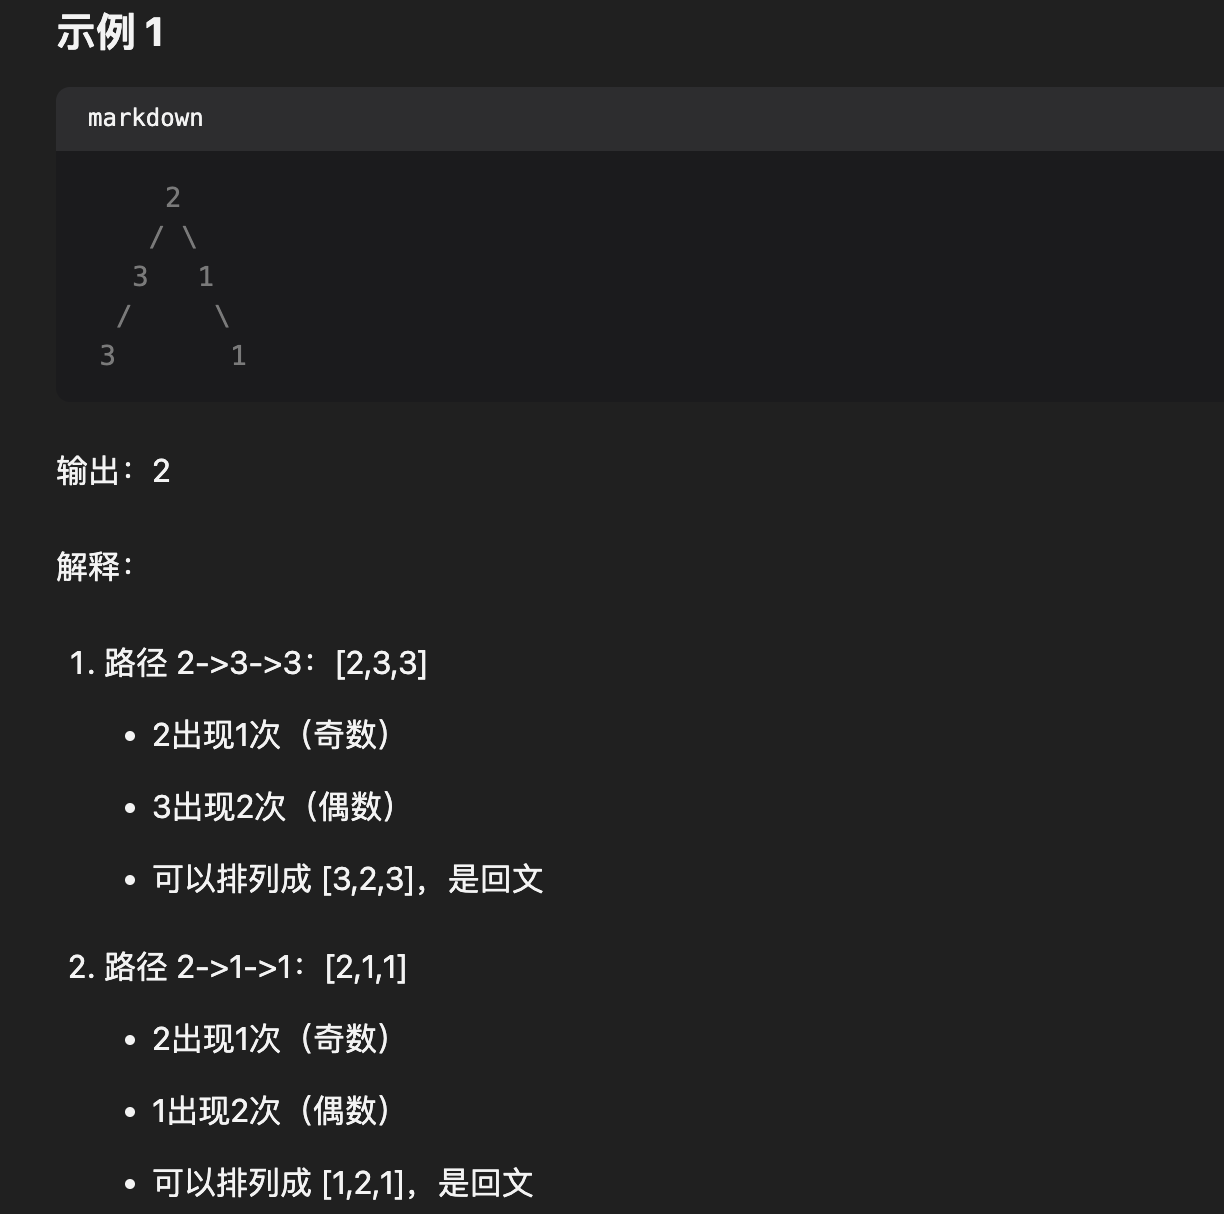 示例 1
markdown
2
/ \
3 1
/ \
3 1
输出：2
解释：
1. 路径 2->3->3：[2,3,3]
• 2出现1次（奇数）
• 3出现2次（偶数）
• 可以排列成 [3,2,3]，是回文
2. 路径 2->1->1：[2,1,1]
• 2出现1次（奇数）
• 1出现2次（偶数）
• 可以排列成 [1,2,1]，是回文